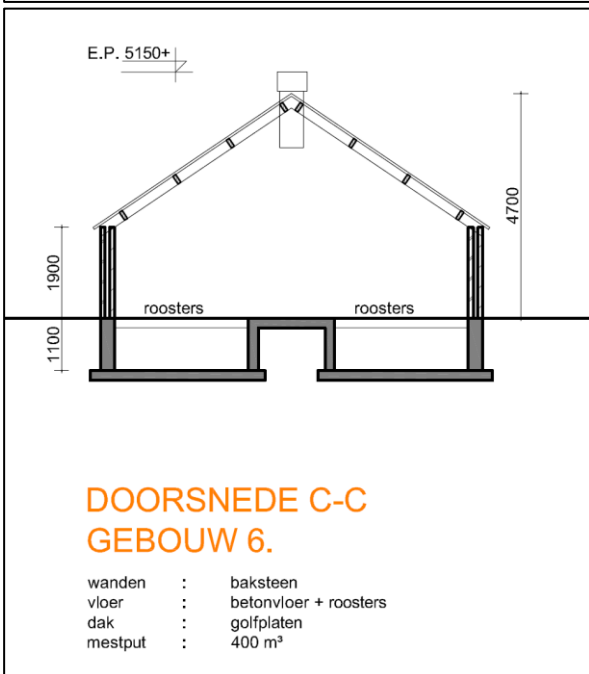 E.P. 5150+
4700
1900
roosters
roosters
1100
DOORSNEDE C-C
GEBOUW 6.
wanden : baksteen
vloer : betonvloer + roosters
dak : golfplaten
mestput : 400 m³